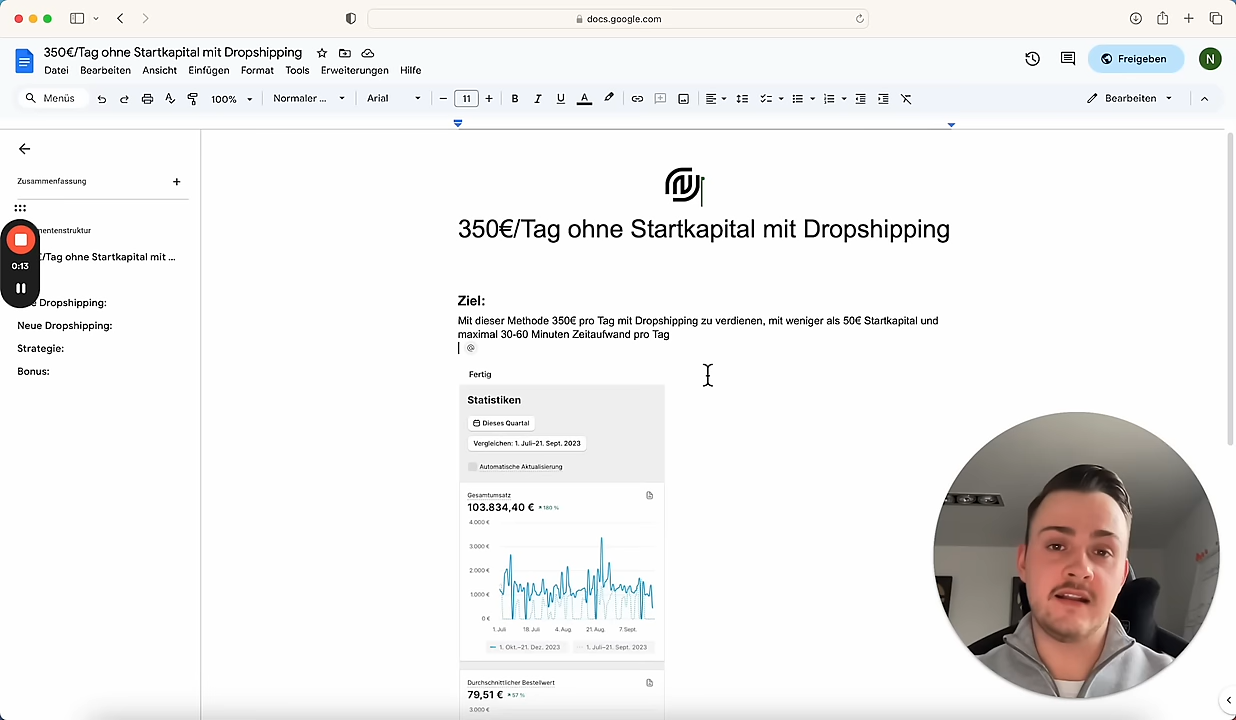 docs.google.com
350€/Tag ohne Startkapital mit Dropshipping
Datei Bearbeiten Ansicht Einfügen Format Tools Erweiterungen Hilfe
Freigeben
N
Menüs 100% Normaler ... Arial 11 Bearbeiten
Zusammenfassung
entenstruktur
/Tag ohne Startkapital mit ...
Dropshipping:
Neue Dropshipping:
Strategie:
Bonus:
0:13
350€/Tag ohne Startkapital mit Dropshipping
Ziel:
Mit dieser Methode 350€ pro Tag mit Dropshipping zu verdienen, mit weniger als 50€ Startkapital und
maximal 30-60 Minuten Zeitaufwand pro Tag
Fertig
Statistiken
Dieses Quartal
Vergleichen: 1. Juli–21. Sept. 2023
Automatische Aktualisierung
Gesamtumsatz
103.834,40 € 180 %
4.000 €
3.000 €
2.000 €
1.000 €
0 €
1. Juli 18. Juli 4. Aug. 21. Aug. 7. Sept.
1. Okt.–21. Dez. 2023 1. Juli–21. Sept. 2023
Durchschnittlicher Bestellwert
79,51 € 57 %
3.000 €